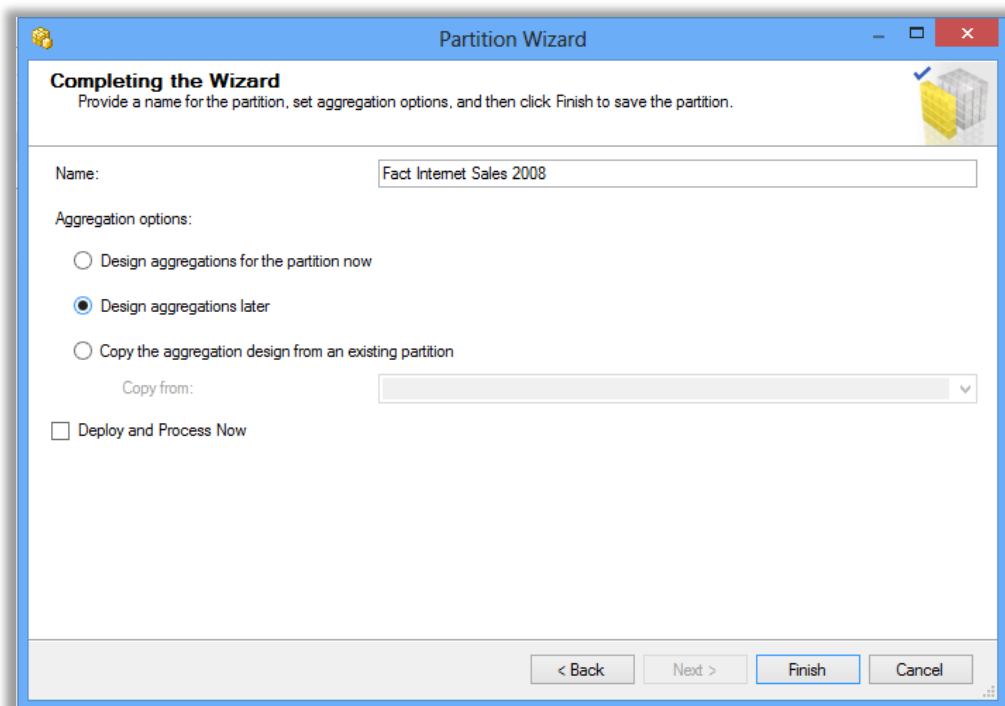 Partition Wizard
Completing the Wizard
Provide a name for the partition, set aggregation options, and then click Finish to save the partition.
Name:
Fact Internet Sales 2008
Aggregation options:
Design aggregations for the partition now
Design aggregations later
Copy the aggregation design from an existing partition
Copy from:
Deploy and Process Now
< Back
Next >
Finish
Cancel